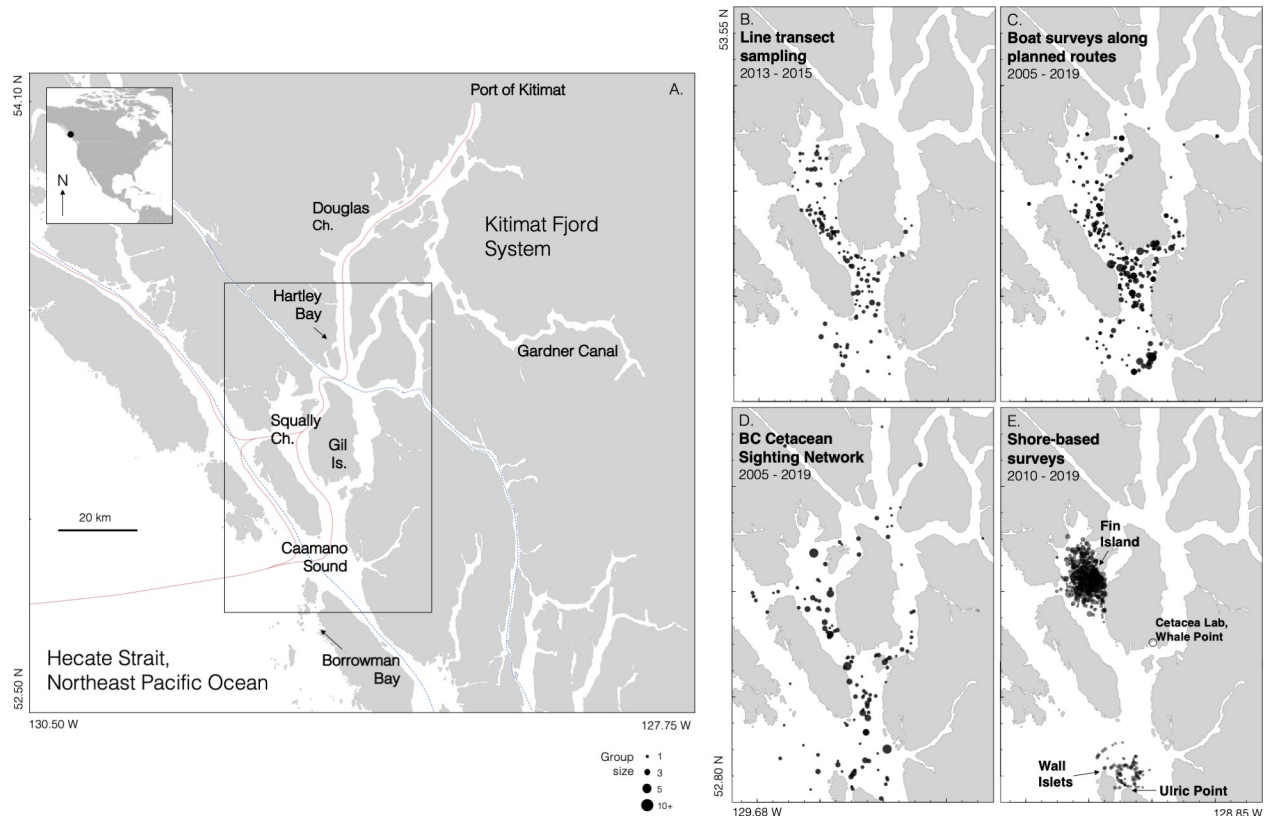 54.10 N
A.
Port of Kitimat
N
Douglas
Ch.
Kitimat Fjord
System
Hartley
Bay
Gardner Canal
Squally
Ch.
Gil
Is.
20 km
Caamano
Sound
Borrowman
Bay
Hecate Strait,
Northeast Pacific Ocean
52.50 N
130.50 W
127.75 W
Group
size
1
3
5
10+
53.55 N
B.
Line transect
sampling
2013 - 2015
C.
Boat surveys along
planned routes
2005 - 2019
D.
BC Cetacean
Sighting Network
2005 - 2019
E.
Shore-based
surveys
2010 - 2019
Fin
Island
Cetacea Lab,
Whale Point
Wall
Islets
Ulric Point
52.80 N
129.68 W
128.85 W